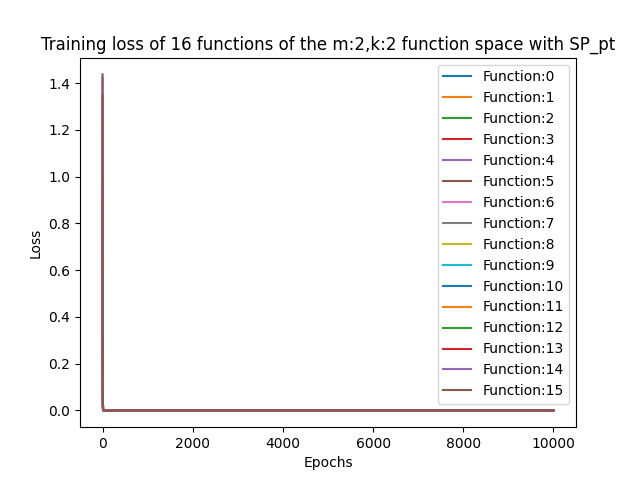 Training loss of 16 functions of the m:2,k:2 function space with SP_pt
Loss
1.4
1.2
1.0
0.8
0.6
0.4
0.2
0.0
0
2000
4000
6000
8000
10000
Epochs
Function:0
Function:1
Function:2
Function:3
Function:4
Function:5
Function:6
Function:7
Function:8
Function:9
Function:10
Function:11
Function:12
Function:13
Function:14
Function:15